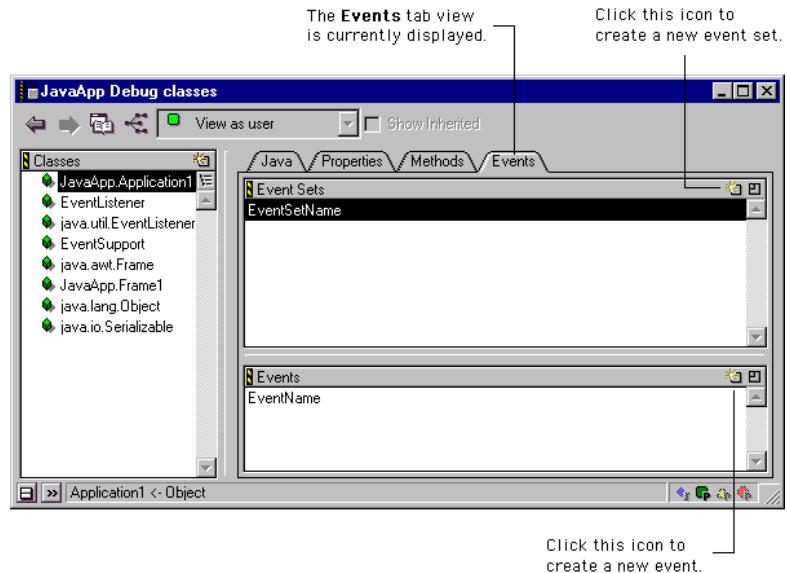 The Events tab view
is currently displayed.
Click this icon to
create a new event set.
JavaApp Debug classes
View as user
Show Inherited
Classes
JavaApp.Application1
EventListener
java.util.EventListener
EventSupport
java.awt.Frame
JavaApp.Frame1
java.lang.Object
java.io.Serializable
Java Properties Methods Events
Event Sets
EventSetName
Events
EventName
Application1 <- Object
Click this icon to
create a new event.